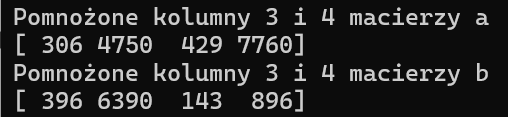 Pomnożone kolumny 3 i 4 macierzy a
[ 306 4750  429 7760]
Pomnożone kolumny 3 i 4 macierzy b
[ 396 6390  143  896]